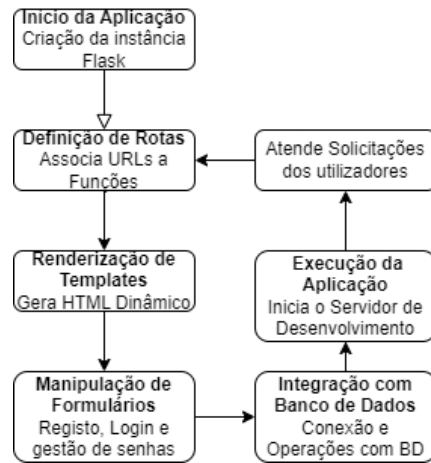 Inicio da Aplicação
Criação da instância
Flask
Definição de Rotas
Associa URLs a
Funções
Atende Solicitações
dos utilizadores
Renderização de
Templates
Gera HTML Dinâmico
Execução da
Aplicação
Inicia o Servidor de
Desenvolvimento
Manipulação de
Formulários
Registo, Login e
gestão de senhas
Integração com
Banco de Dados
Conexão e
Operações com BD